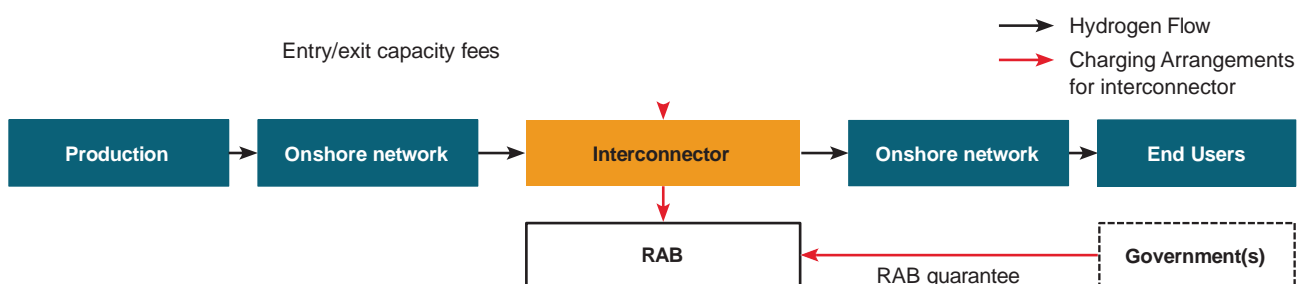 Hydrogen Flow
Entry/exit capacity fees
Charging Arrangements
for interconnector
Production
Onshore network
Interconnector
Onshore network
End Users
RAB
Government(s)
RAB guarantee